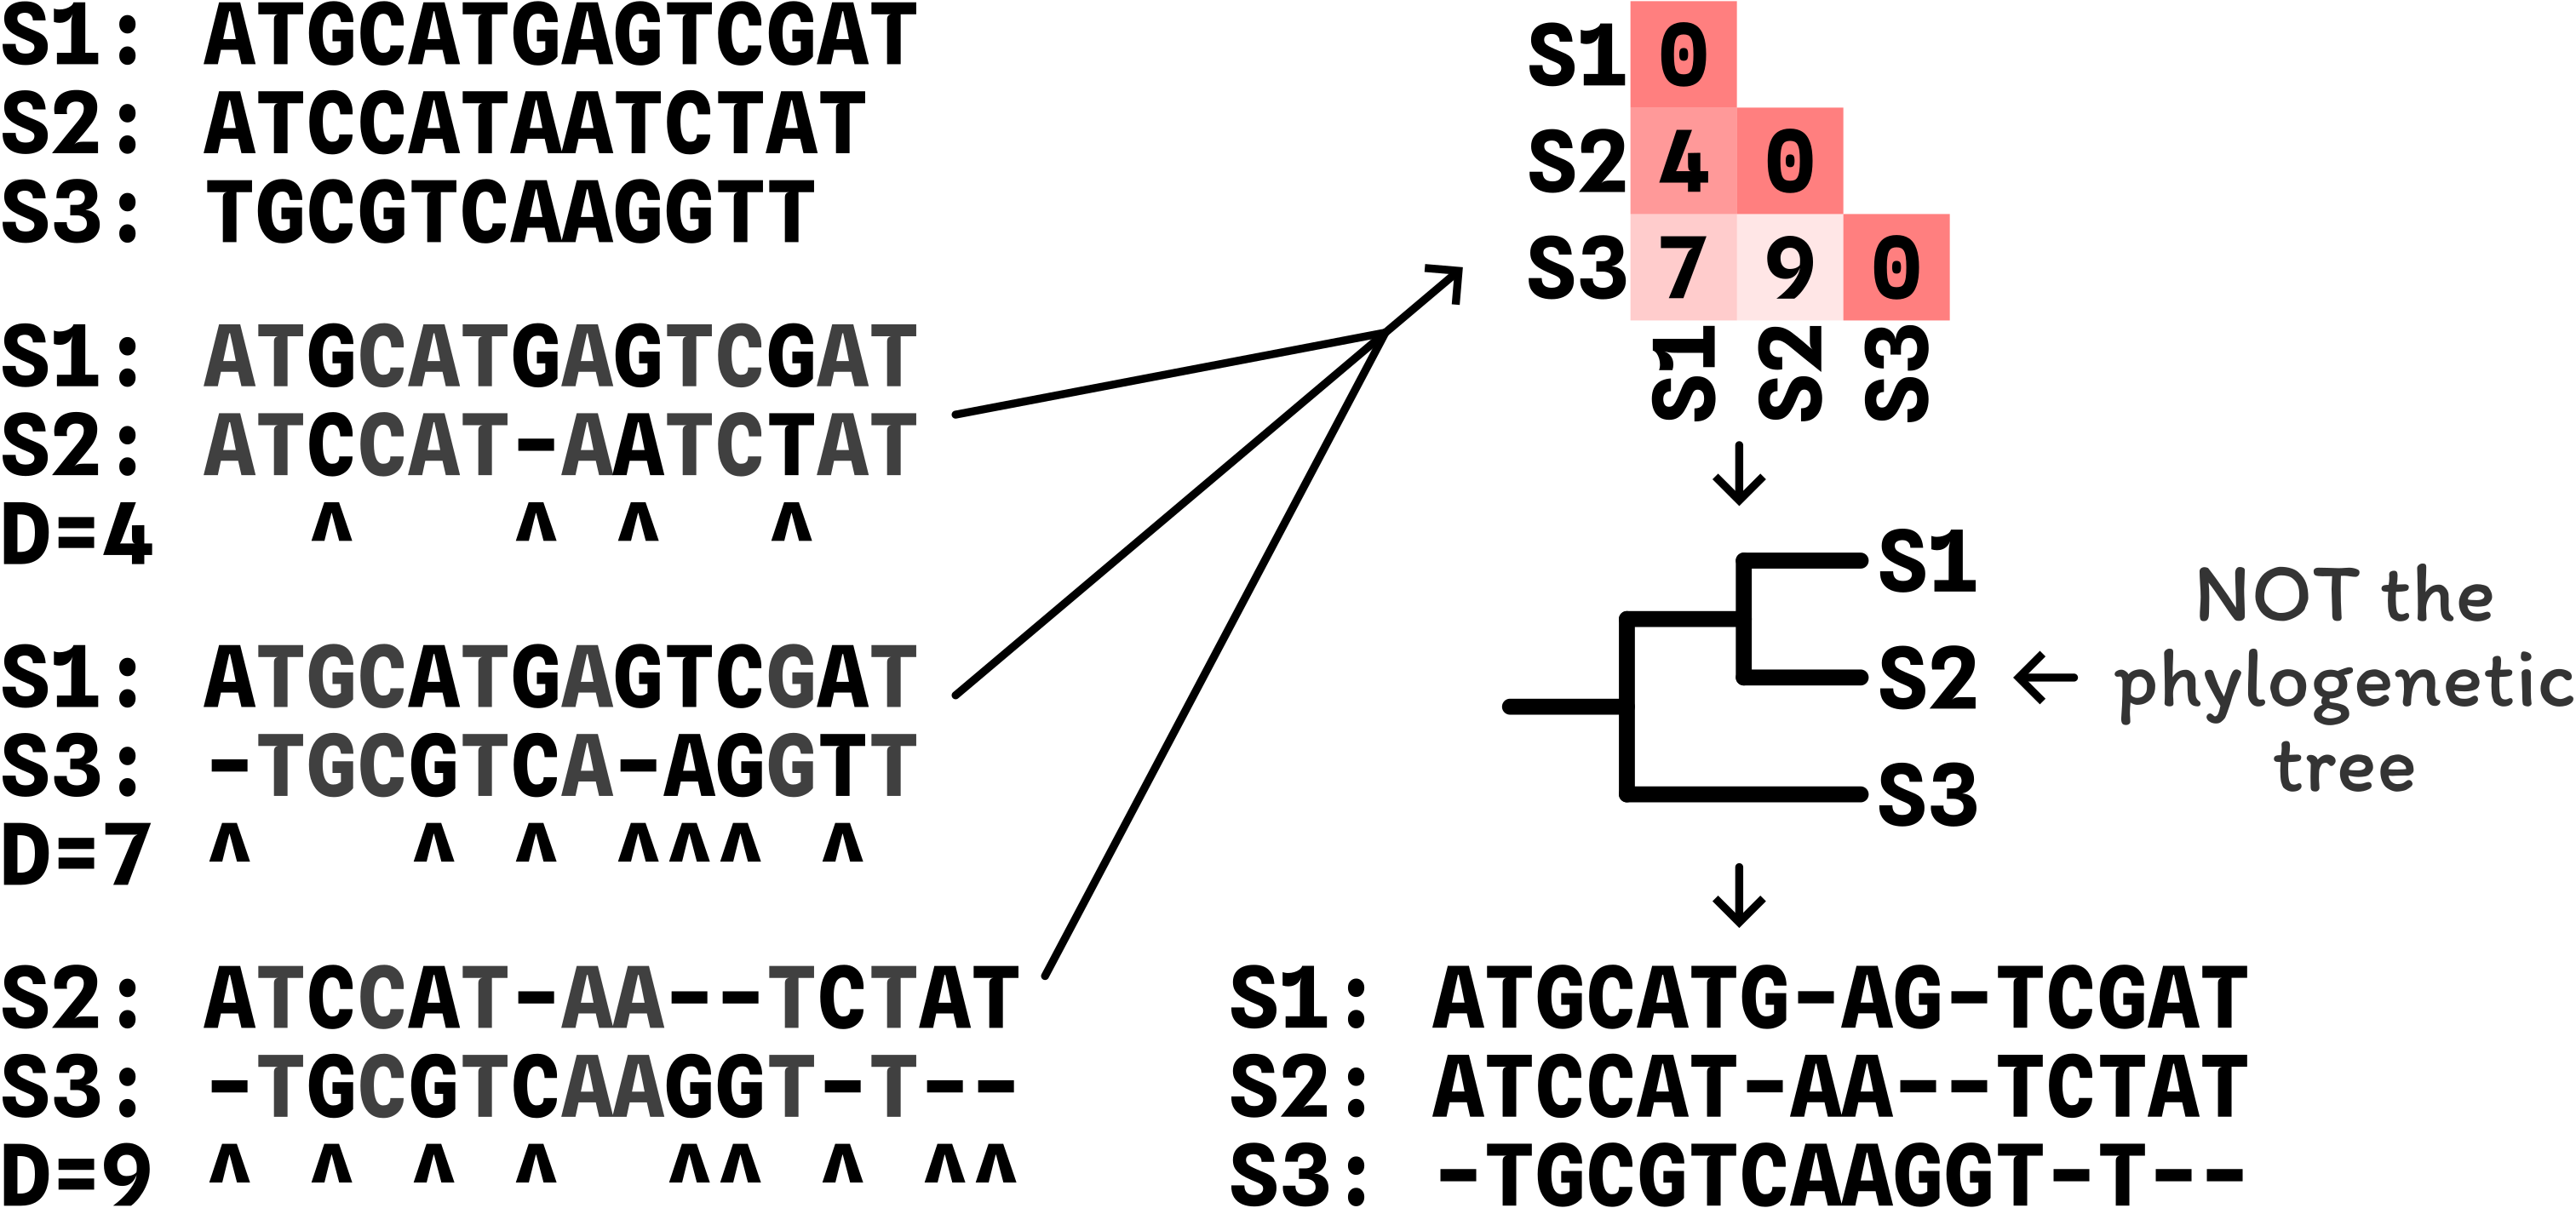 S1: ATGCATGAGTCGAT
S2: ATCCATAATCTAT
S3: TGCGTCAAGGTT
S1: ATGCATGAGTCGAT
S2: ATCCAT-AATCTAT
D=4 ^ ^ ^ ^
S1: ATGCATGAGTCGAT
S3: -TGCGTCA-AGGTT
D=7 ^ ^ ^ ^^^ ^
S2: ATCCAT-AA--TCTAT
S3: -TGCGTCAAGGT-T--
D=9 ^ ^ ^ ^ ^^ ^ ^^
S1 0
S2 4 0
S3 7 9 0
S1 S2 S3
S1
S2
S3
NOT the
phylogenetic
tree
S1: ATGCATG-AG-TCGAT
S2: ATCCAT-AA--TCTAT
S3: -TGCGTCAAGGT-T--